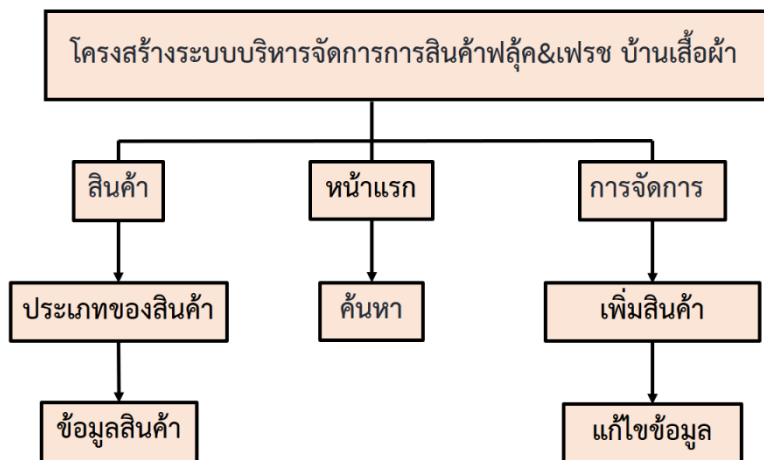 โครงสร้างระบบบริหารจัดการการสินค้าฟลุ้ค&เฟรช บ้านเสื้อผ้า
สินค้า
หน้าแรก
การจัดการ
ประเภทของสินค้า
ค้นหา
เพิ่มสินค้า
ข้อมูลสินค้า
แก้ไขข้อมูล